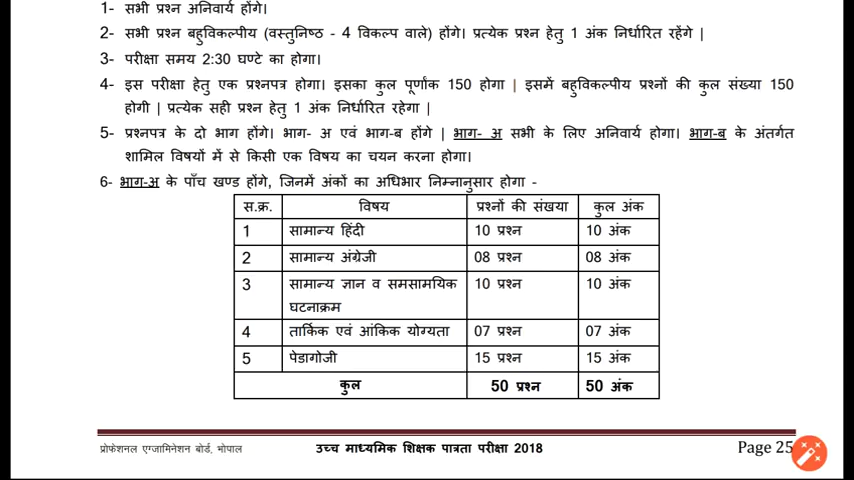 1- सभी प्रश्न अनिवार्य होंगे।
2- सभी प्रश्न बहुविकल्पीय (वस्तुनिष्ठ - 4 विकल्प वाले) होंगे। प्रत्येक प्रश्न हेतु 1 अंक निर्धारित रहेंगे |
3- परीक्षा समय 2:30 घण्टे का होगा।
4- इस परीक्षा हेतु एक प्रश्नपत्र होगा। इसका कुल पूर्णांक 150 होगा | इसमें बहुविकल्पीय प्रश्नों की कुल संख्या 150
होगी | प्रत्येक सही प्रश्न हेतु 1 अंक निर्धारित रहेगा |
5- प्रश्नपत्र के दो भाग होंगे। भाग- अ एवं भाग-ब होंगे | भाग- अ सभी के लिए अनिवार्य होगा। भाग-ब के अंतर्गत
शामिल विषयों में से किसी एक विषय का चयन करना होगा।
6- भाग-अ के पाँच खण्ड होंगे, जिनमें अंकों का अधिभार निम्नानुसार होगा -
स.क्र. विषय प्रश्नों की संखया कुल अंक
1 सामान्य हिंदी 10 प्रश्न 10 अंक
2 सामान्य अंग्रेजी 08 प्रश्न 08 अंक
3 सामान्य ज्ञान व समसामयिक 10 प्रश्न 10 अंक
घटनाक्रम
4 तार्किक एवं आंकिक योग्यता 07 प्रश्न 07 अंक
5 पेडागोजी 15 प्रश्न 15 अंक
कुल 50 प्रश्न 50 अंक
प्रोफेशनल एग्जामिनेशन बोर्ड, भोपाल उच्च माध्यमिक शिक्षक पात्रता परीक्षा 2018 Page 25